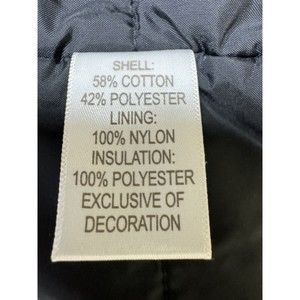 SHELL:
58% COTTON
42% POLYESTER
LINING:
100% NYLON
INSULATION:
100% POLYESTER
EXCLUSIVE OF
DECORATION